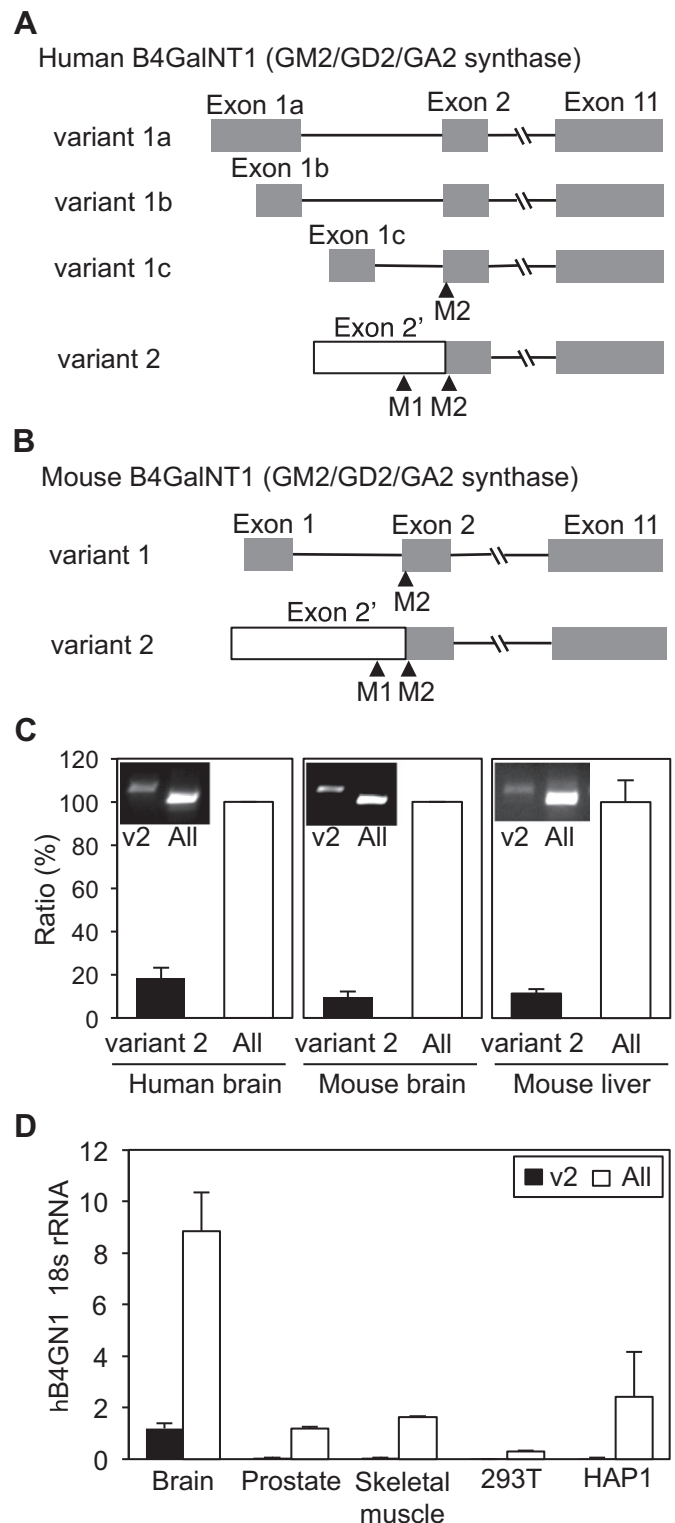 A
Human B4GalNT1 (GM2/GD2/GA2 synthase)
Exon 1a Exon 2 Exon 11
variant 1a
Exon 1b
variant 1b
Exon 1c
variant 1c
M2
Exon 2’
variant 2
M1 M2
B
Mouse B4GalNT1 (GM2/GD2/GA2 synthase)
Exon 1 Exon 2 Exon 11
variant 1
M2
Exon 2’
variant 2
M1 M2
C
Ratio (%)
120
100
80
60
40
20
0
v2 All
v2 All
v2 All
variant 2 All variant 2 All variant 2 All
Human brain Mouse brain Mouse liver
D
hB4GN1 18s rRNA
12
10
8
6
4
2
0
v2 All
Brain Prostate Skeletal muscle 293T HAP1